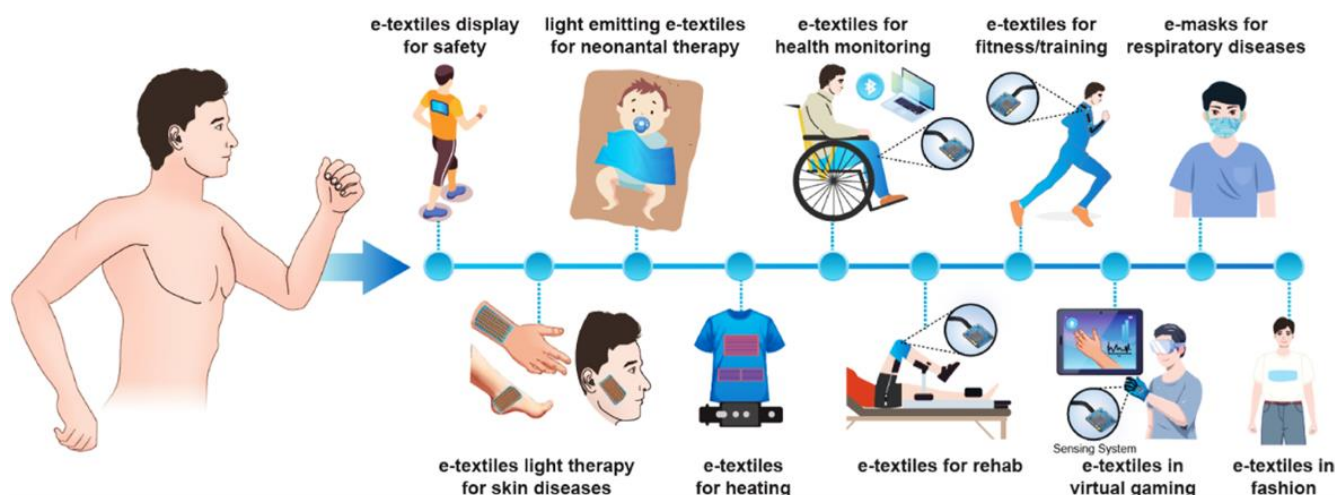 e-textiles display
for safety
light emitting e-textiles
for neonantal therapy
e-textiles for
health monitoring
e-textiles for
fitness/training
e-masks for
respiratory diseases
Sensing System
e-textiles light therapy
for skin diseases
e-textiles
for heating
e-textiles for rehab
e-textiles in
virtual gaming
e-textiles in
fashion